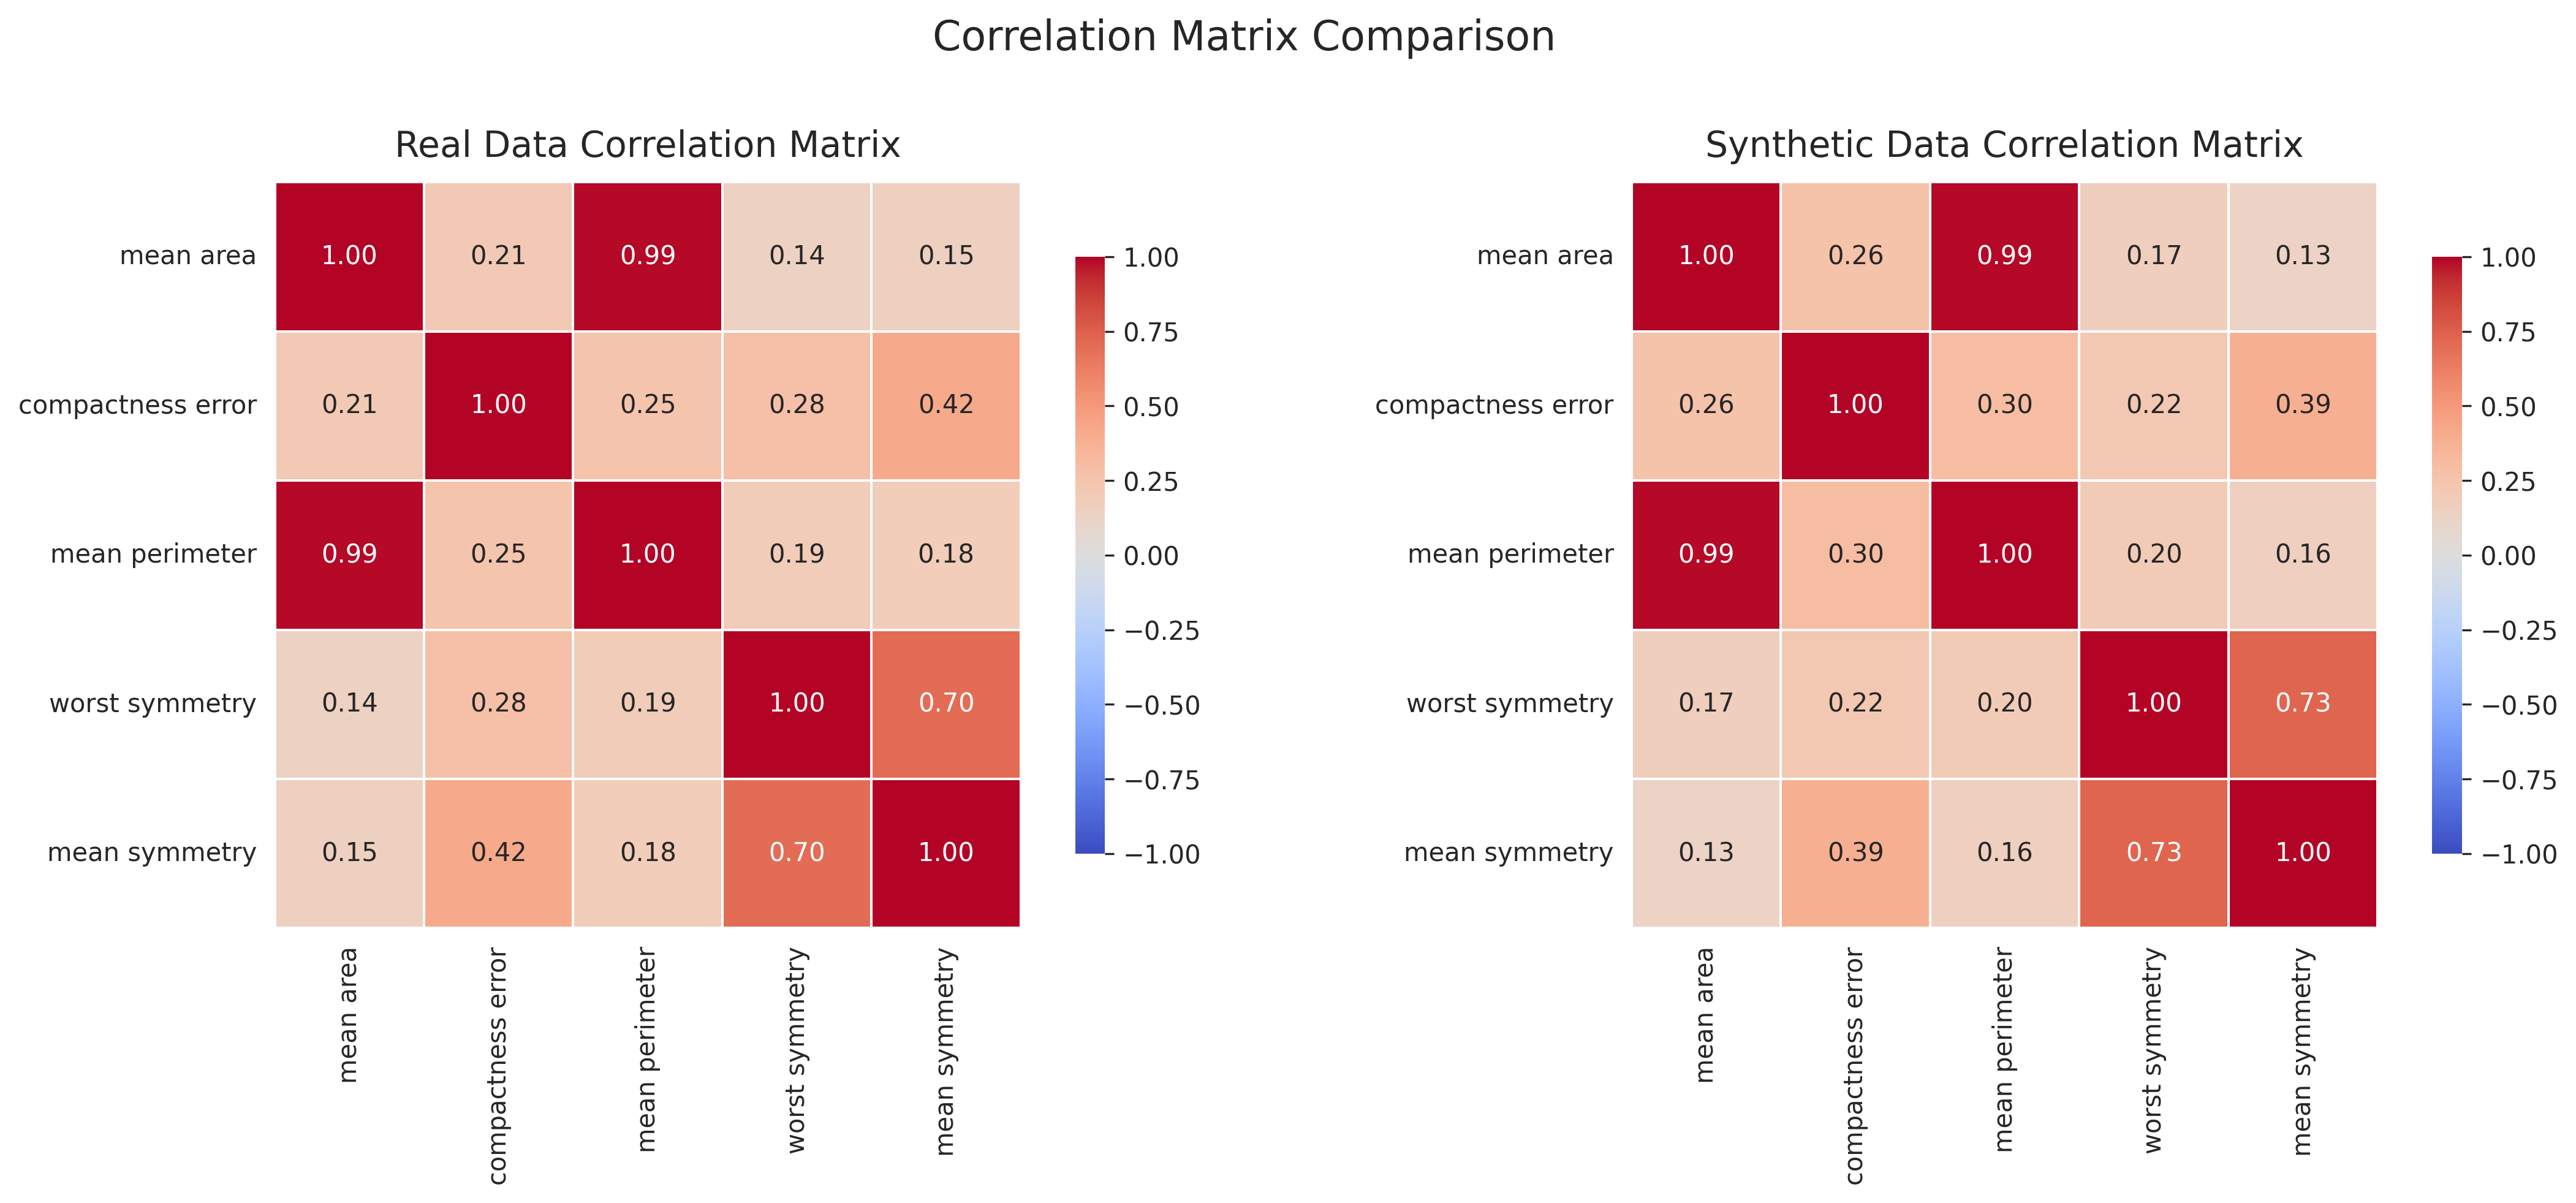 Correlation Matrix Comparison
Real Data Correlation Matrix
mean area 1.00 0.21 0.99 0.14 0.15
compactness error 0.21 1.00 0.25 0.28 0.42
mean perimeter 0.99 0.25 1.00 0.19 0.18
worst symmetry 0.14 0.28 0.19 1.00 0.70
mean symmetry 0.15 0.42 0.18 0.70 1.00
mean area
compactness error
mean perimeter
worst symmetry
mean symmetry
1.00
0.75
0.50
0.25
0.00
−0.25
−0.50
−0.75
−1.00
Synthetic Data Correlation Matrix
mean area 1.00 0.26 0.99 0.17 0.13
compactness error 0.26 1.00 0.30 0.22 0.39
mean perimeter 0.99 0.30 1.00 0.20 0.16
worst symmetry 0.17 0.22 0.20 1.00 0.73
mean symmetry 0.13 0.39 0.16 0.73 1.00
mean area
compactness error
mean perimeter
worst symmetry
mean symmetry
1.00
0.75
0.50
0.25
0.00
−0.25
−0.50
−0.75
−1.00